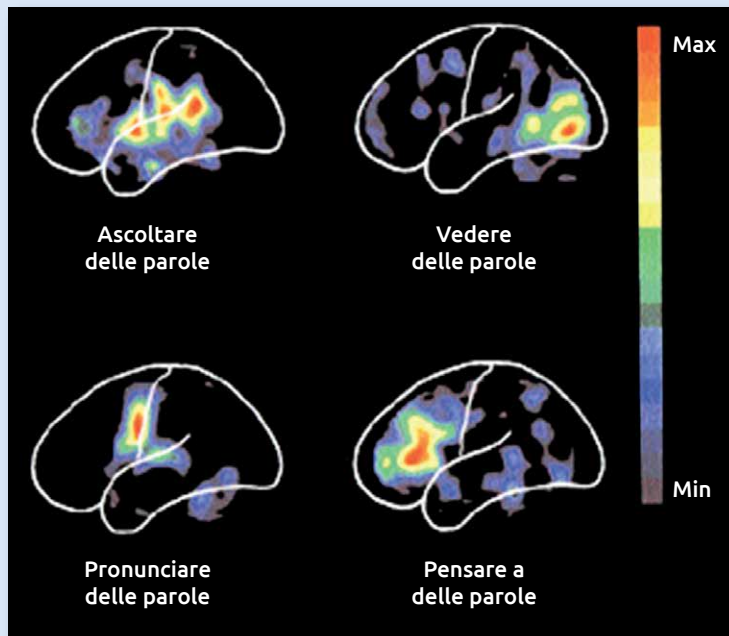 Max
Ascoltare
delle parole
Vedere
delle parole
Pronunciare
delle parole
Pensare a
delle parole
Min